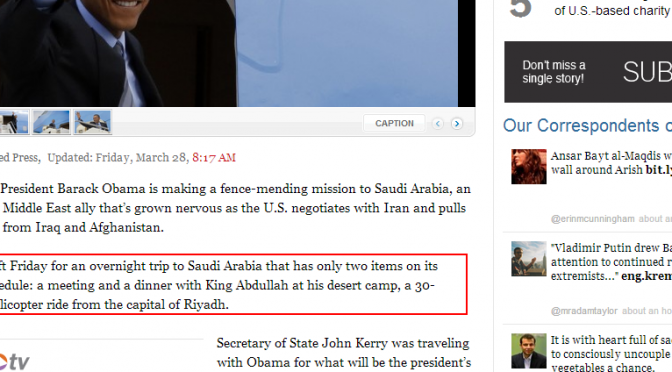 CAPTION
ed Press, Updated: Friday, March 28, 8:17 AM
President Barack Obama is making a fence-mending mission to Saudi Arabia, an
Middle East ally that's grown nervous as the U.S. negotiates with Iran and pulls
from Iraq and Afghanistan.
ft Friday for an overnight trip to Saudi Arabia that has only two items on its
edule: a meeting and a dinner with King Abdullah at his desert camp, a 30-
licopter ride from the capital of Riyadh.
tv
Secretary of State John Kerry was traveling
with Obama for what will be the president's
5
of U.S.-based charity
Don't miss a
single story!
SUB
Our Correspondents o
Ansar Bayt al-Maqdis w
wall around Arish bit.l
@erinmcunningham about a
"Vladimir Putin drew Ba
attention to continued r
extremists..." eng.krem
@mradamtaylor about an ho
It is with heart full of sa
to consciously uncouple
vegetables a chance.